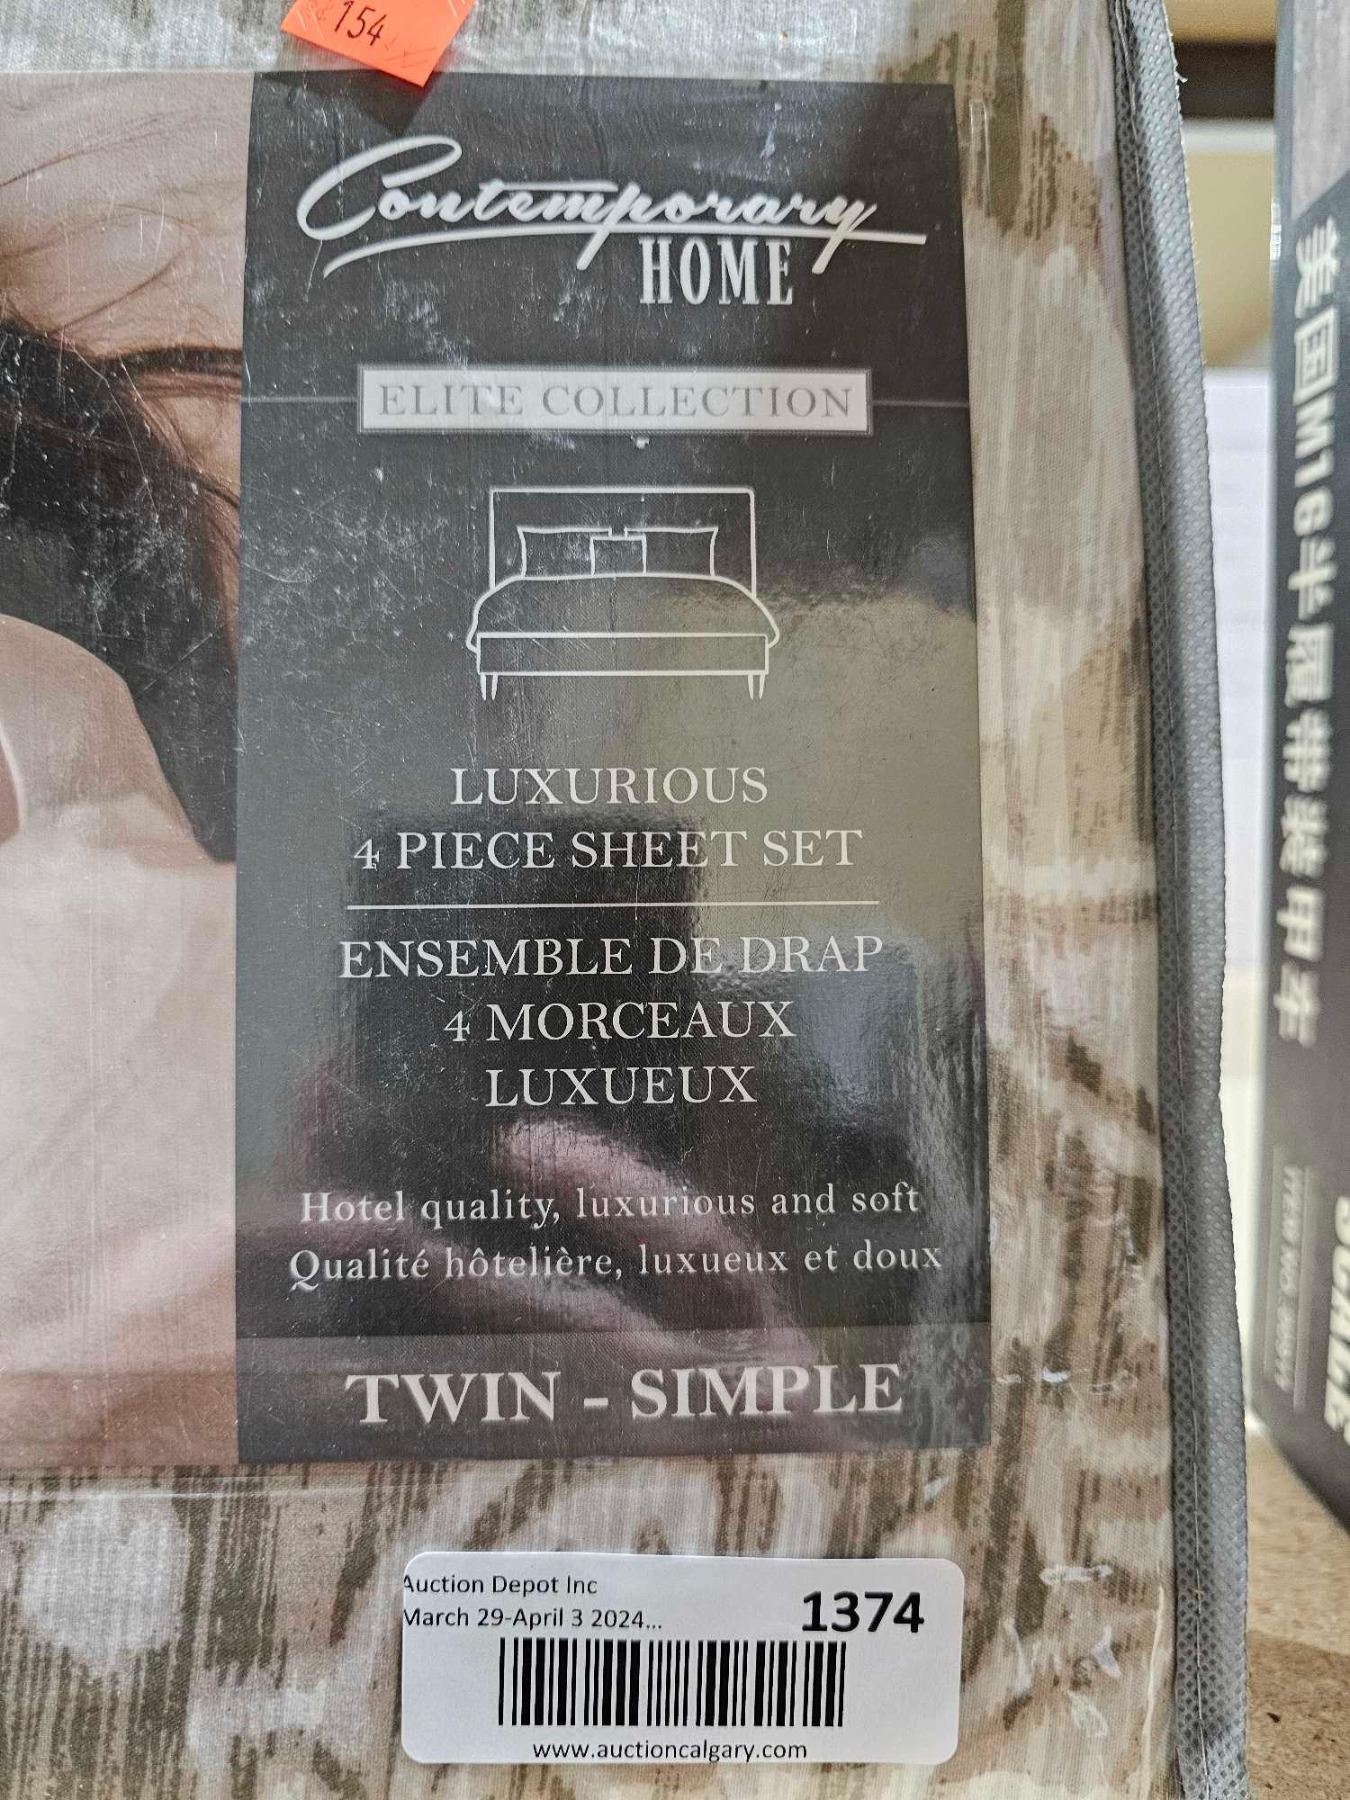 154
Contemporary
HOME
ELITE COLLECTION
LUXURIOUS
4 PIECE SHEET SET
ENSEMBLE DE DRAP
4 MORCEAUX
LUXUEUX
Hotel quality, luxurious and soft
Qualité hôtelière, luxueux et doux
TWIN - SIMPLE
Auction Depot Inc
March 29-April 3 2024...
1374
www.auctioncalgary.com
美国M16半履带装甲车
SCALE